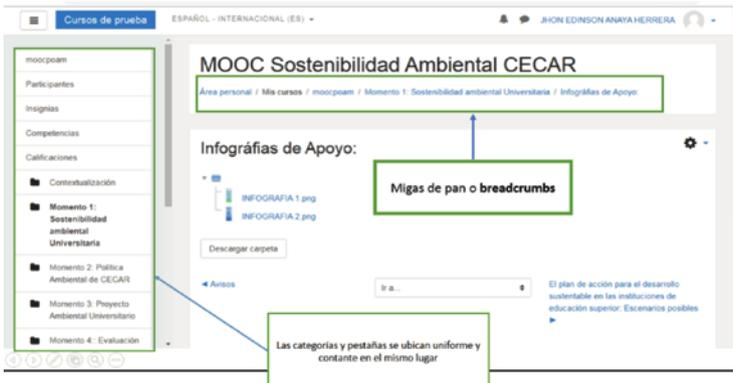 Cursos de prueba
ESPAÑOL - INTERNACIONAL (ES)
JHON EDINSON ANAYA HERRERA
moocpoam
Participantes
Insignias
Competencias
Calificaciones
Contextualización
Momento 1:
Sostenibilidad
ambiental
Universitaria
Momento 2: Política
Ambiental de CECAR
Momento 3: Proyecto
Ambiental Universitario
Momento 4:: Evaluación
MOOC Sostenibilidad Ambiental CECAR
Área personal / Mis cursos / moocpoam / Momento 1: Sostenibilidad ambiental Universitaria / Infográfias de Apoyo:
Infográfias de Apoyo:
INFOGRAFIA 1.png
INFOGRAFIA 2.png
Descargar carpeta
Migas de pan o breadcrumbs
◄ Avisos
Ir a...
El plan de acción para el desarrollo
sustentable en las instituciones de
educación superior: Escenarios posibles
►
Las categorías y pestañas se ubican uniforme y
contante en el mismo lugar